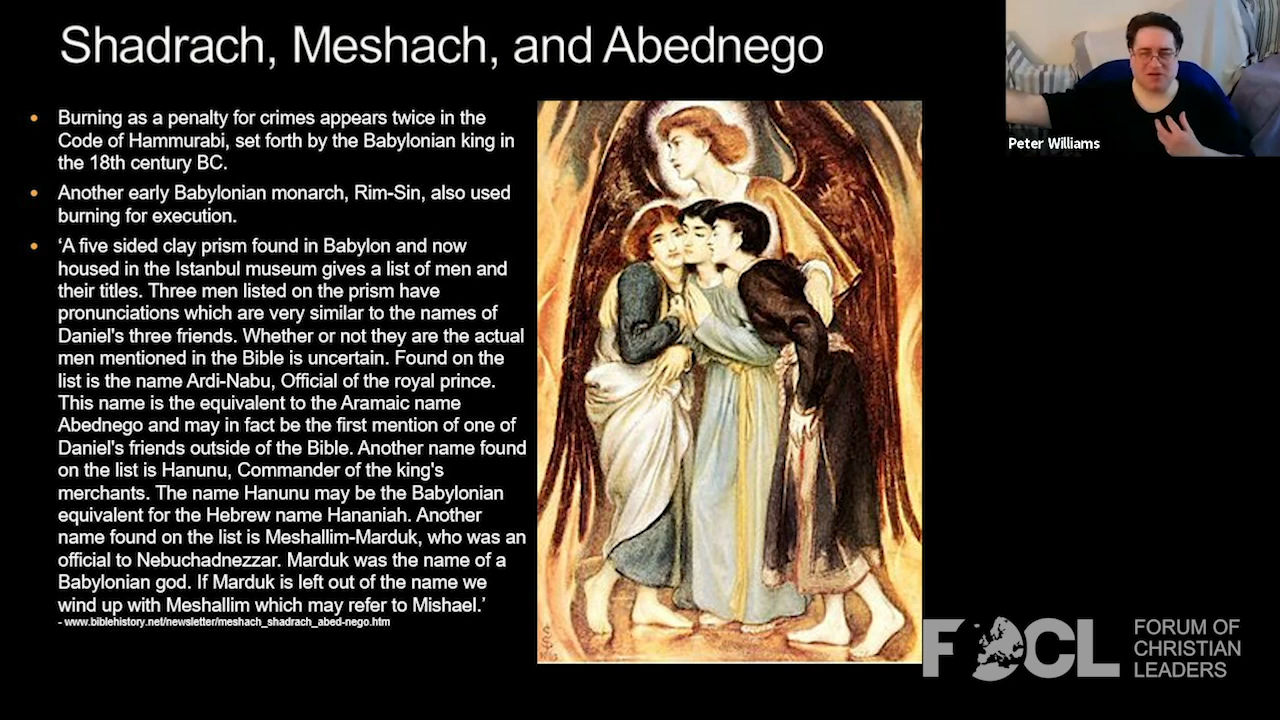 Shadrach, Meshach, and Abednego
Peter Williams
• Burning as a penalty for crimes appears twice in the
Code of Hammurabi, set forth by the Babylonian king in
the 18th century BC.
• Another early Babylonian monarch, Rim-Sin, also used
burning for execution.
• ‘A five sided clay prism found in Babylon and now
housed in the Istanbul museum gives a list of men and
their titles. Three men listed on the prism have
pronunciations which are very similar to the names of
Daniel's three friends. Whether or not they are the actual
men mentioned in the Bible is uncertain. Found on the
list is the name Ardi-Nabu, Official of the royal prince.
This name is the equivalent to the Aramaic name
Abednego and may in fact be the first mention of one of
Daniel's friends outside of the Bible. Another name found
on the list is Hanunu, Commander of the king's
merchants. The name Hanunu may be the Babylonian
equivalent for the Hebrew name Hananiah. Another
name found on the list is Meshallim-Marduk, who was an
official to Nebuchadnezzar. Marduk was the name of a
Babylonian god. If Marduk is left out of the name we
wind up with Meshallim which may refer to Mishael.’
- www.biblehistory.net/newsletter/meshach_shadrach_abed-nego.htm
FOCL
FORUM OF
CHRISTIAN
LEADERS